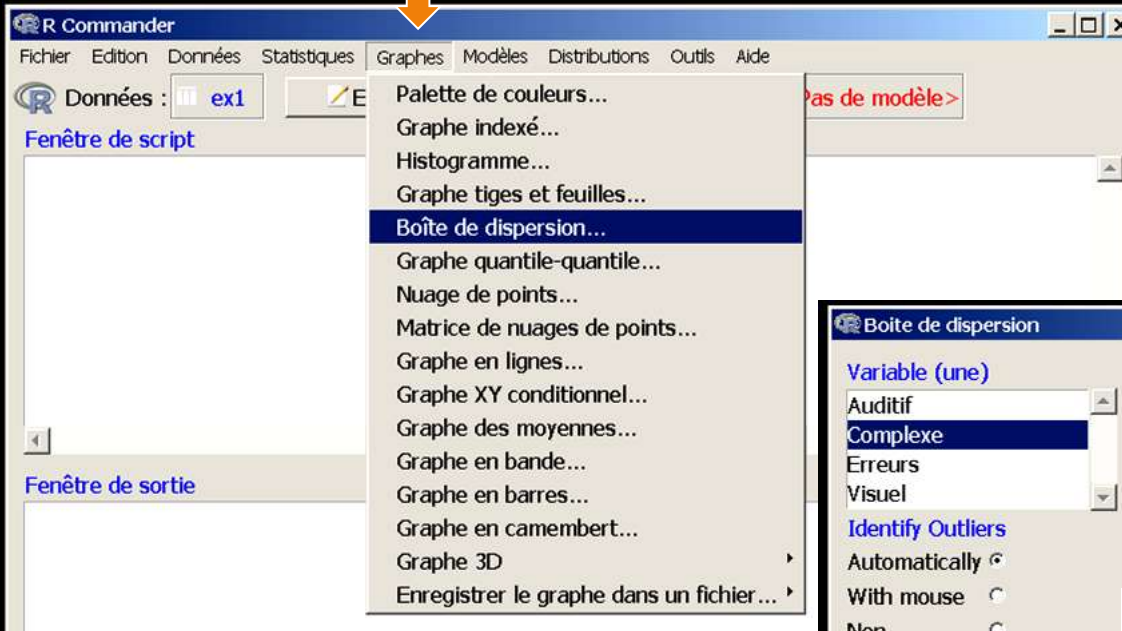 R Commander
Fichier Edition Données Statistiques Graphes Modèles Distributions Outils Aide
Données : ex1
Fenêtre de script
Palette de couleurs...
Graphe indexé...
Histogramme...
Graphe tiges et feuilles...
Boîte de dispersion...
Graphe quantile-quantile...
Nuage de points...
Matrice de nuages de points...
Graphe en lignes...
Graphe XY conditionnel...
Graphe des moyennes...
Graphe en bande...
Graphe en barres...
Graphe en camembert...
Graphe 3D
Enregistrer le graphe dans un fichier...
as de modèle>
Fenêtre de sortie
Boite de dispersion
Variable (une)
Auditif
Complexe
Erreurs
Visuel
Identify Outliers
Automatically
With mouse